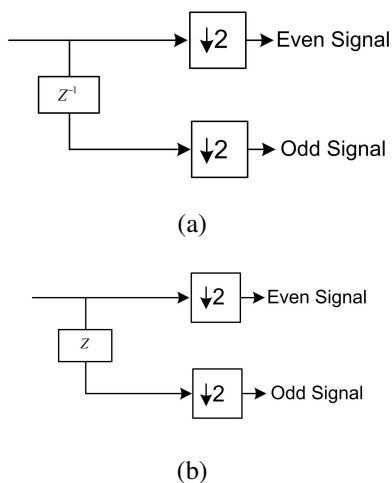 ↓2 Even Signal
Z⁻¹
↓2 Odd Signal
(a)
↓2 Even Signal
Z
↓2 Odd Signal
(b)